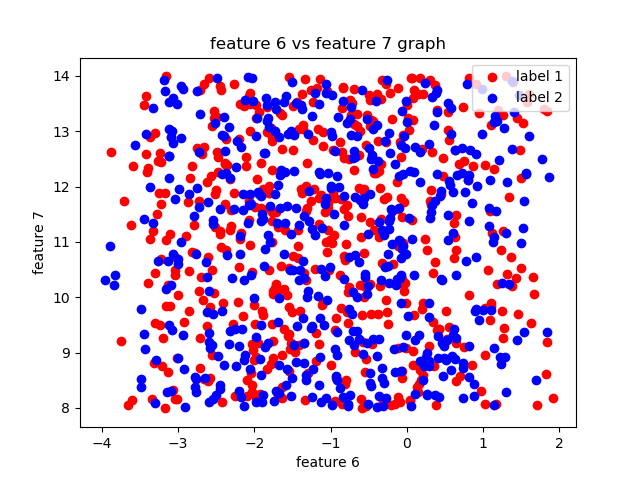 feature 6 vs feature 7 graph
label 1
label 2
14
13
12
11
10
9
8
feature 7
−4 −3 −2 −1 0 1 2
feature 6